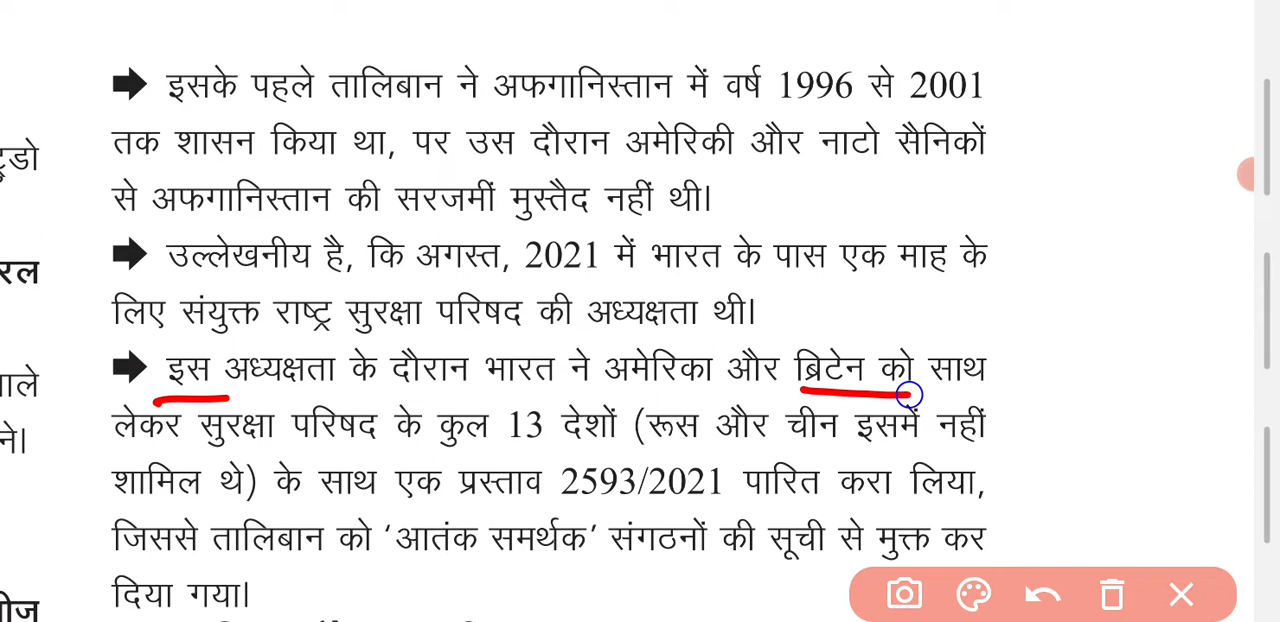 ➡ इसके पहले तालिबान ने अफगानिस्तान में वर्ष 1996 से 2001
तक शासन किया था, पर उस दौरान अमेरिकी और नाटो सैनिकों
से अफगानिस्तान की सरजमीं मुस्तैद नहीं थी।
➡ उल्लेखनीय है, कि अगस्त, 2021 में भारत के पास एक माह के
लिए संयुक्त राष्ट्र सुरक्षा परिषद की अध्यक्षता थी।
➡ इस अध्यक्षता के दौरान भारत ने अमेरिका और ब्रिटेन को साथ
लेकर सुरक्षा परिषद के कुल 13 देशों (रूस और चीन इसमें नहीं
शामिल थे) के साथ एक प्रस्ताव 2593/2021 पारित करा लिया,
जिससे तालिबान को ‘आतंक समर्थक’ संगठनों की सूची से मुक्त कर
दिया गया।